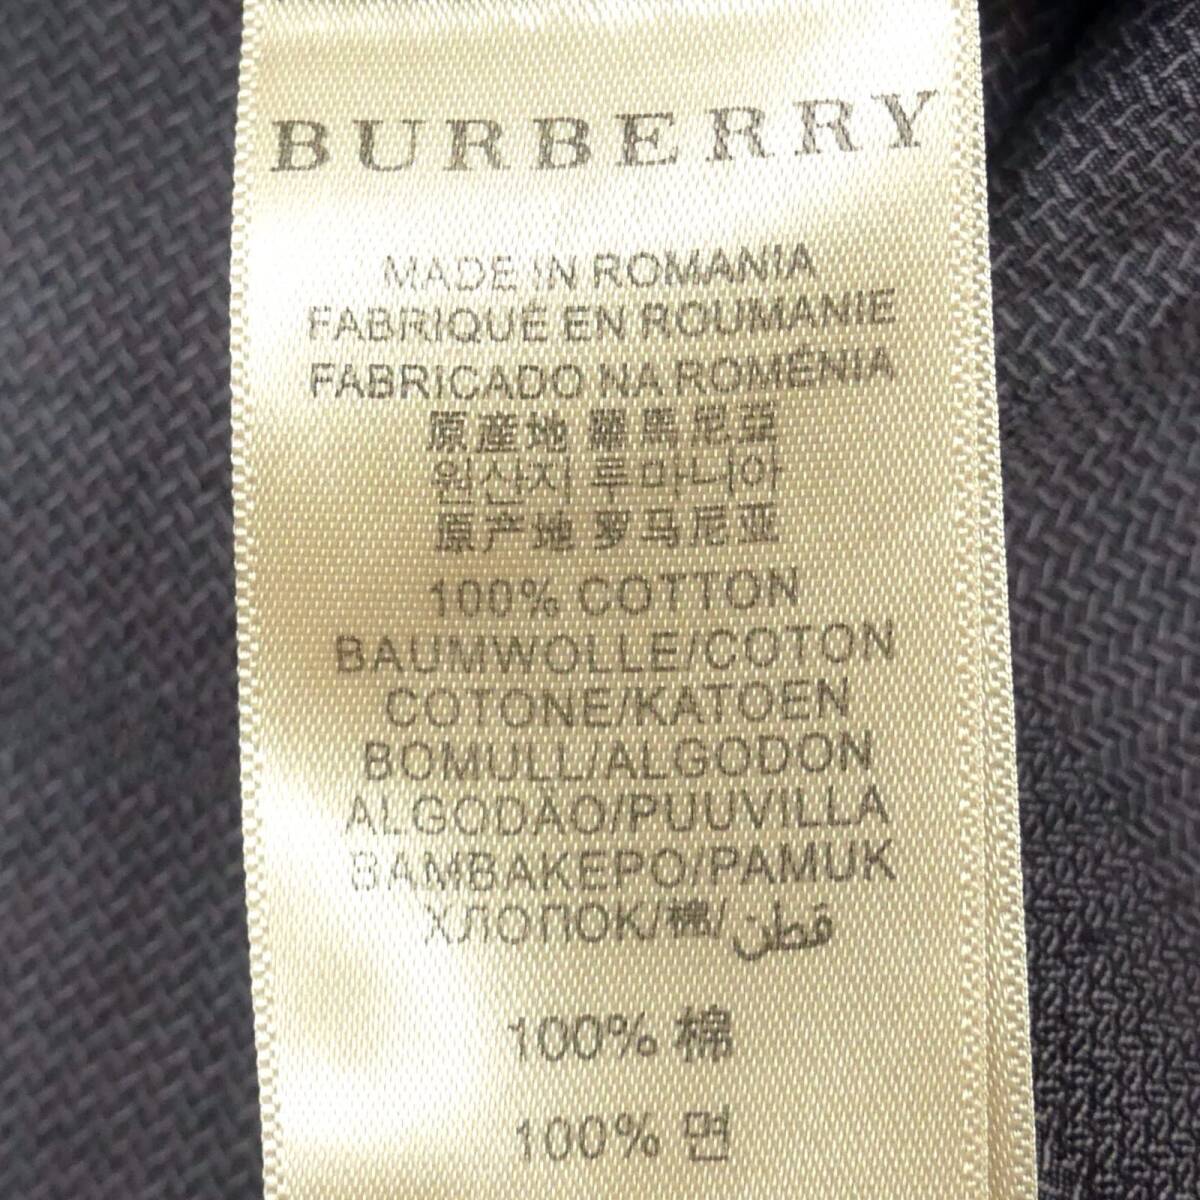 BURBERRY
MADE IN ROMANIA
FABRIQUÉ EN ROUMANIE
FABRICADO NA ROMÉNIA
原産地 羅馬尼亞
원산지 루마니아
原产地 罗马尼亚
100% COTTON
BAUMWOLLE/COTON
COTONE/KATOEN
BOMULL/ALGODON
ALGODÃO/PUUVILLA
BAMBAKEPO/PAMUK
ХЛОПОК/棉/قطن
100% 棉
100% 면